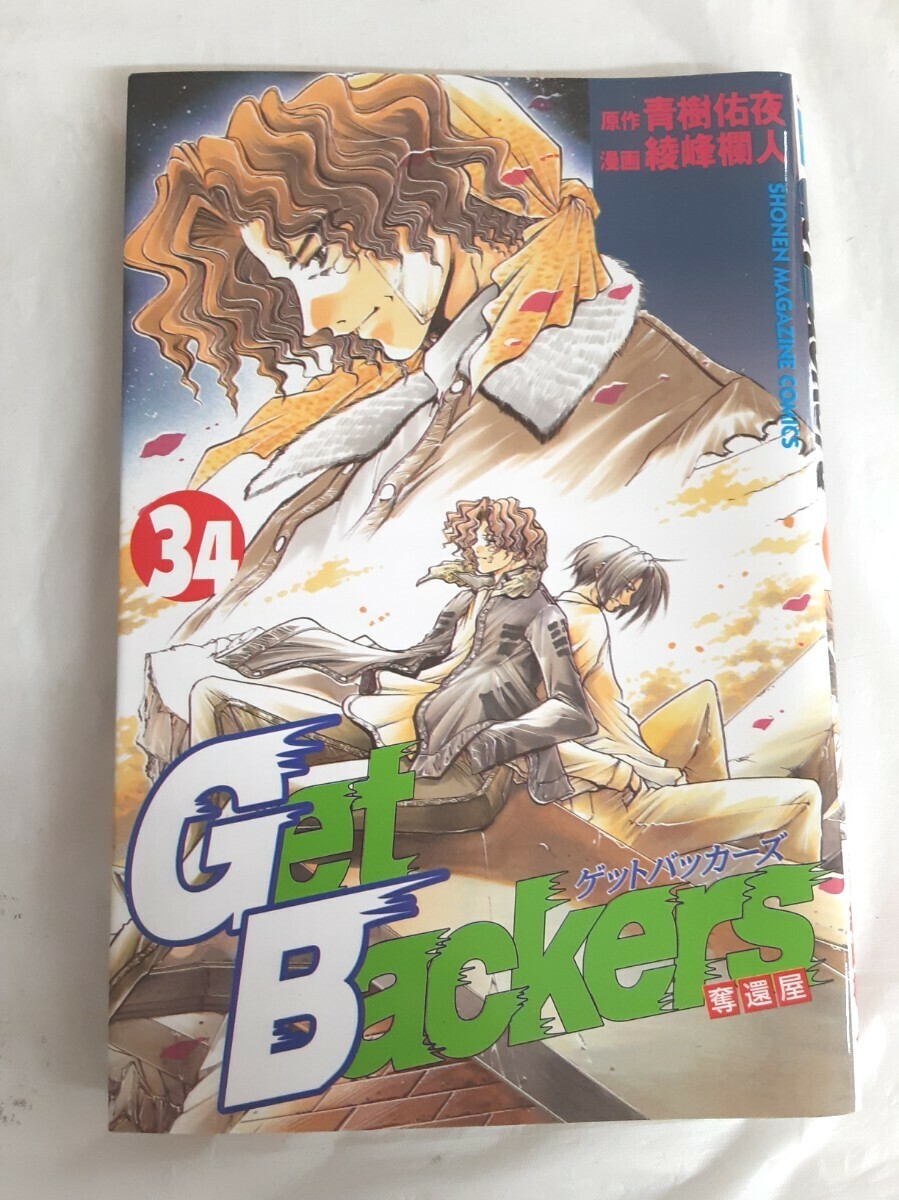 原作 青樹佑夜
漫画 綾峰欄人
SHONEN MAGAZINE COMICS
34
Get
Backers
ゲットバッカーズ
奪還屋